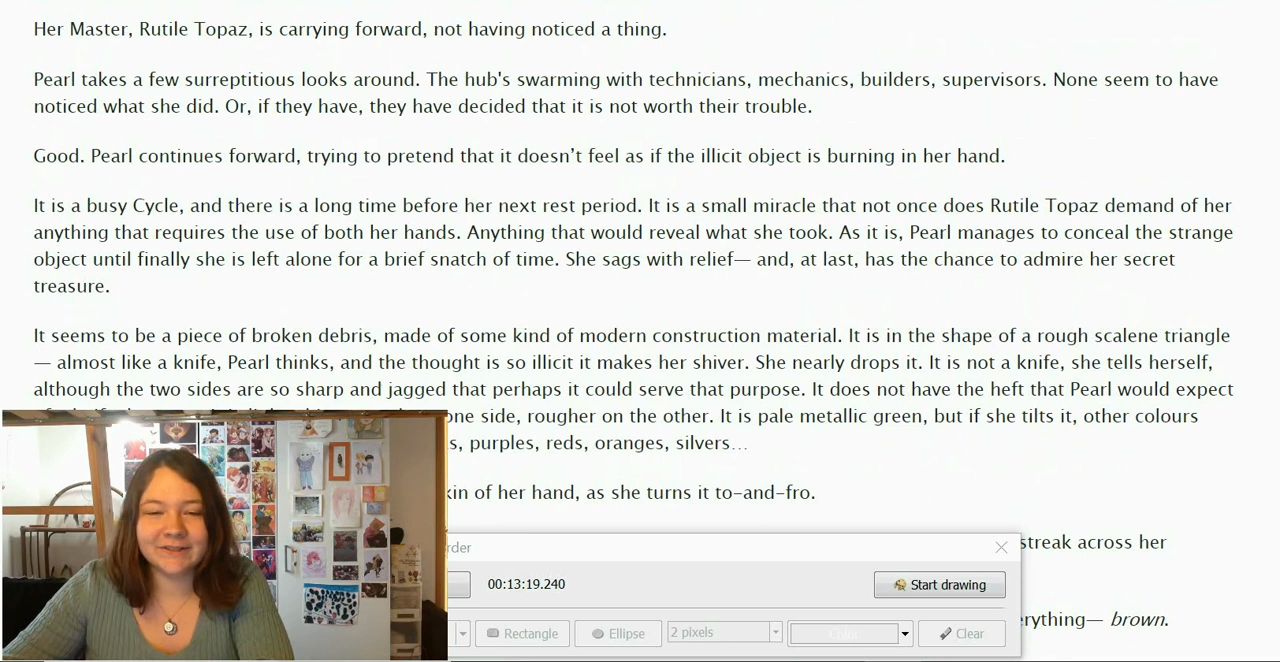 Her Master, Rutile Topaz, is carrying forward, not having noticed a thing.
Pearl takes a few surreptitious looks around. The hub's swarming with technicians, mechanics, builders, supervisors. None seem to have
noticed what she did. Or, if they have, they have decided that it is not worth their trouble.
Good. Pearl continues forward, trying to pretend that it doesn’t feel as if the illicit object is burning in her hand.
It is a busy Cycle, and there is a long time before her next rest period. It is a small miracle that not once does Rutile Topaz demand of her
anything that requires the use of both her hands. Anything that would reveal what she took. As it is, Pearl manages to conceal the strange
object until finally she is left alone for a brief snatch of time. She sags with relief— and, at last, has the chance to admire her secret
treasure.
It seems to be a piece of broken debris, made of some kind of modern construction material. It is in the shape of a rough scalene triangle
— almost like a knife, Pearl thinks, and the thought is so illicit it makes her shiver. She nearly drops it. It is not a knife, she tells herself,
although the two sides are so sharp and jagged that perhaps it could serve that purpose. It does not have the heft that Pearl would expect
one side, rougher on the other. It is pale metallic green, but if she tilts it, other colours
purples, reds, oranges, silvers…
of her hand, as she turns it to-and-fro.
streak across her
brown.
00:13:19.240
Start drawing
Rectangle
Ellipse
2 pixels
Color
Clear